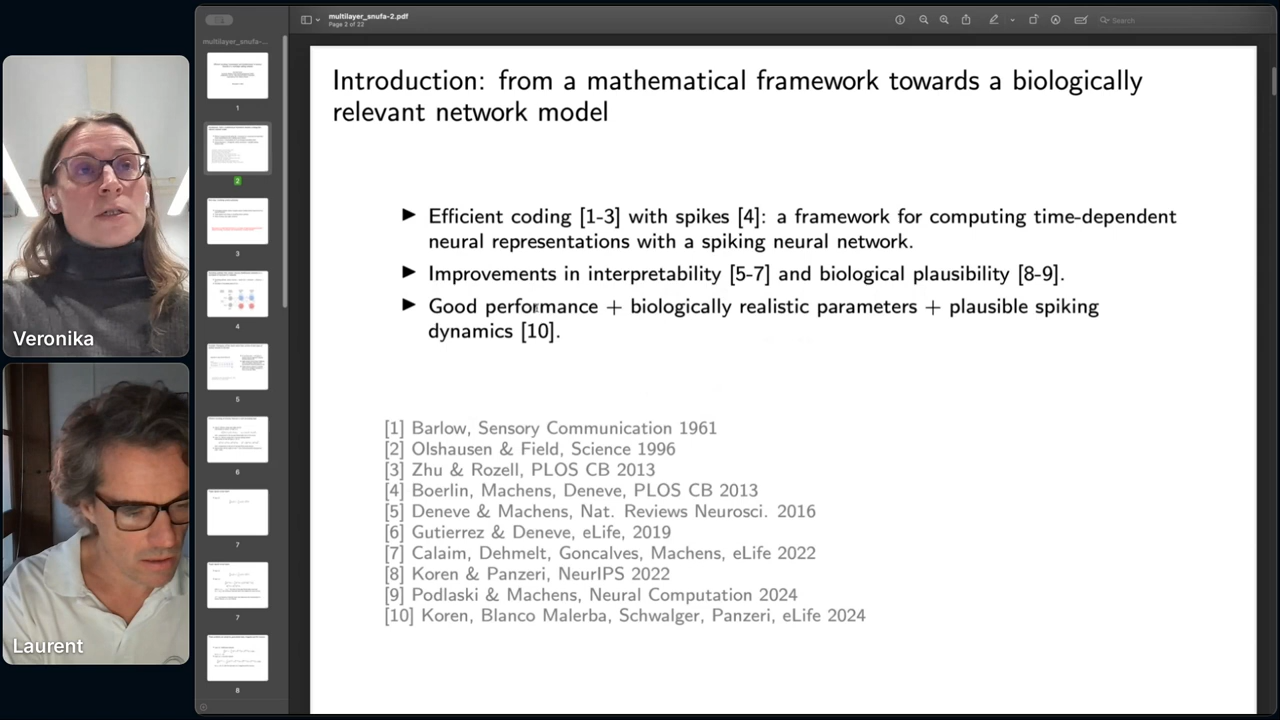 multilayer_snufa-2.pdf
Page 2 of 22
Search
multilayer_snufa-...
1
2
3
4
5
6
7
7
8
Veronika
Laurent
Introduction: from a mathematical framework towards a biologically
relevant network model
Efficient coding [1-3] with spikes [4]: a framework for computing time-dependent
neural representations with a spiking neural network.
Improvements in interpretability [5-7] and biological plausibility [8-9].
Good performance + biologically realistic parameters + plausible spiking
dynamics [10].
[1] Barlow, Sensory Communication 1961
[2] Olshausen & Field, Science 1996
[3] Zhu & Rozell, PLOS CB 2013
[4] Boerlin, Machens, Deneve, PLOS CB 2013
[5] Deneve & Machens, Nat. Reviews Neurosci. 2016
[6] Gutierrez & Deneve, eLife, 2019
[7] Calaim, Dehmelt, Goncalves, Machens, eLife 2022
[8] Koren & Panzeri, NeurIPS 2022
[9] Podlaski & Machens, Neural Computation 2024
[10] Koren, Blanco Malerba, Schwalger, Panzeri, eLife 2024